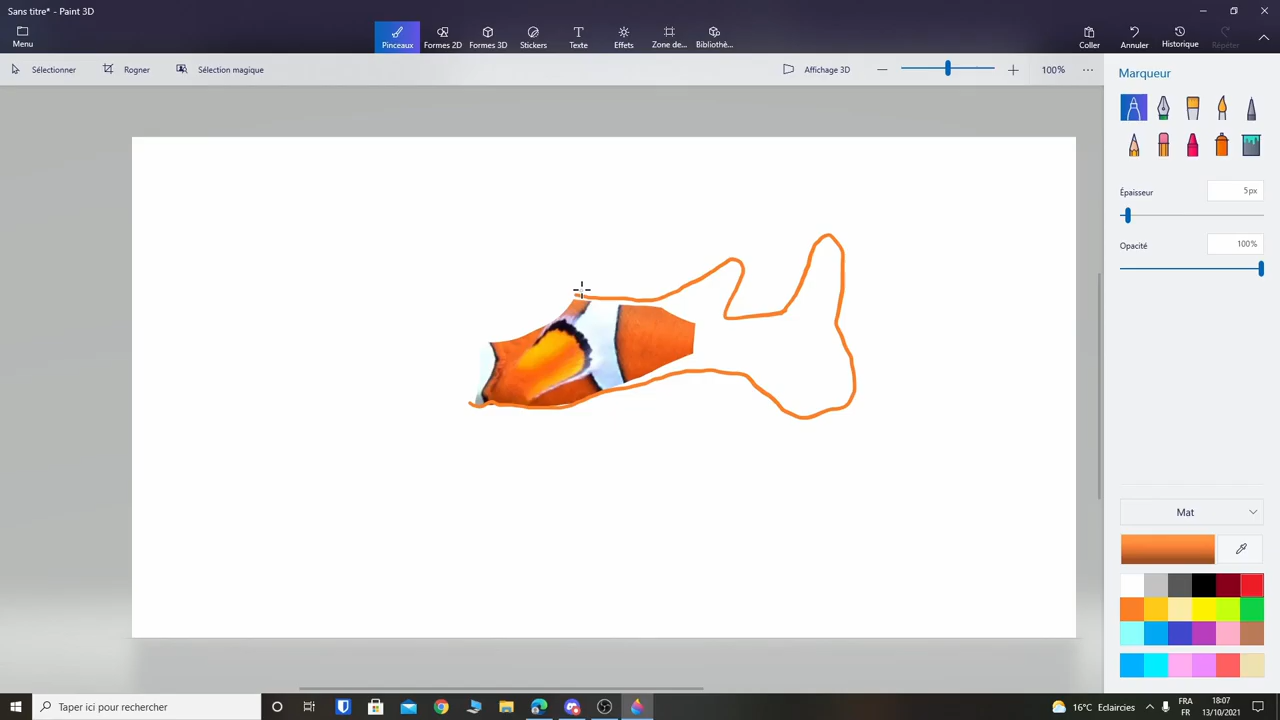 Sans titre* - Paint 3D
Menu
Pinceaux
Formes 2D
Formes 3D
Stickers
Texte
Effets
Zone de...
Bibliothè...
Coller
Annuler
Historique
Répéter
Sélectionner
Rogner
Sélection magique
Affichage 3D
100%
Marqueur
Épaisseur
5px
Opacité
100%
Mat
Taper ici pour rechercher
16°C Eclaircies
FRA
FR
18:07
13/10/2021